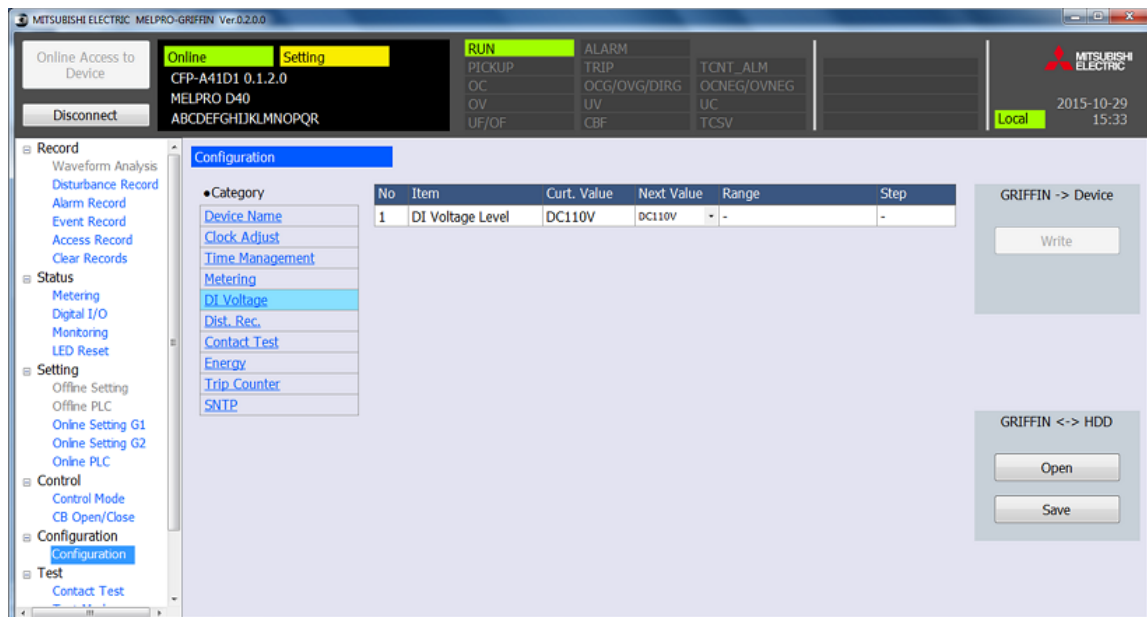 MITSUBISHI ELECTRIC MELPRO-GRIFFIN Ver.0.2.0.0
Online Access to
Device
Disconnect
Online Setting
CFP-A41D1 0.1.2.0
MELPRO D40
ABCDEFGHIJKLMNOPQR
RUN ALARM
PICKUP TRIP TCNT_ALM
OC OCG/OVG/DIRG OCNEG/OVNEG
OV UV UC
UF/OF CBF TCSV
MITSUBISHI
ELECTRIC
2015-10-29
Local 15:33
Record
Waveform Analysis
Disturbance Record
Alarm Record
Event Record
Access Record
Clear Records
Status
Metering
Digital I/O
Monitoring
LED Reset
Setting
Offline Setting
Offline PLC
Online Setting G1
Online Setting G2
Online PLC
Control
Control Mode
CB Open/Close
Configuration
Configuration
Test
Contact Test
Configuration
•Category
Device Name
Clock Adjust
Time Management
Metering
DI Voltage
Dist. Rec.
Contact Test
Energy
Trip Counter
SNTP
No Item Curt. Value Next Value Range Step
1 DI Voltage Level DC110V DC110V - -
GRIFFIN -> Device
Write
GRIFFIN <-> HDD
Open
Save